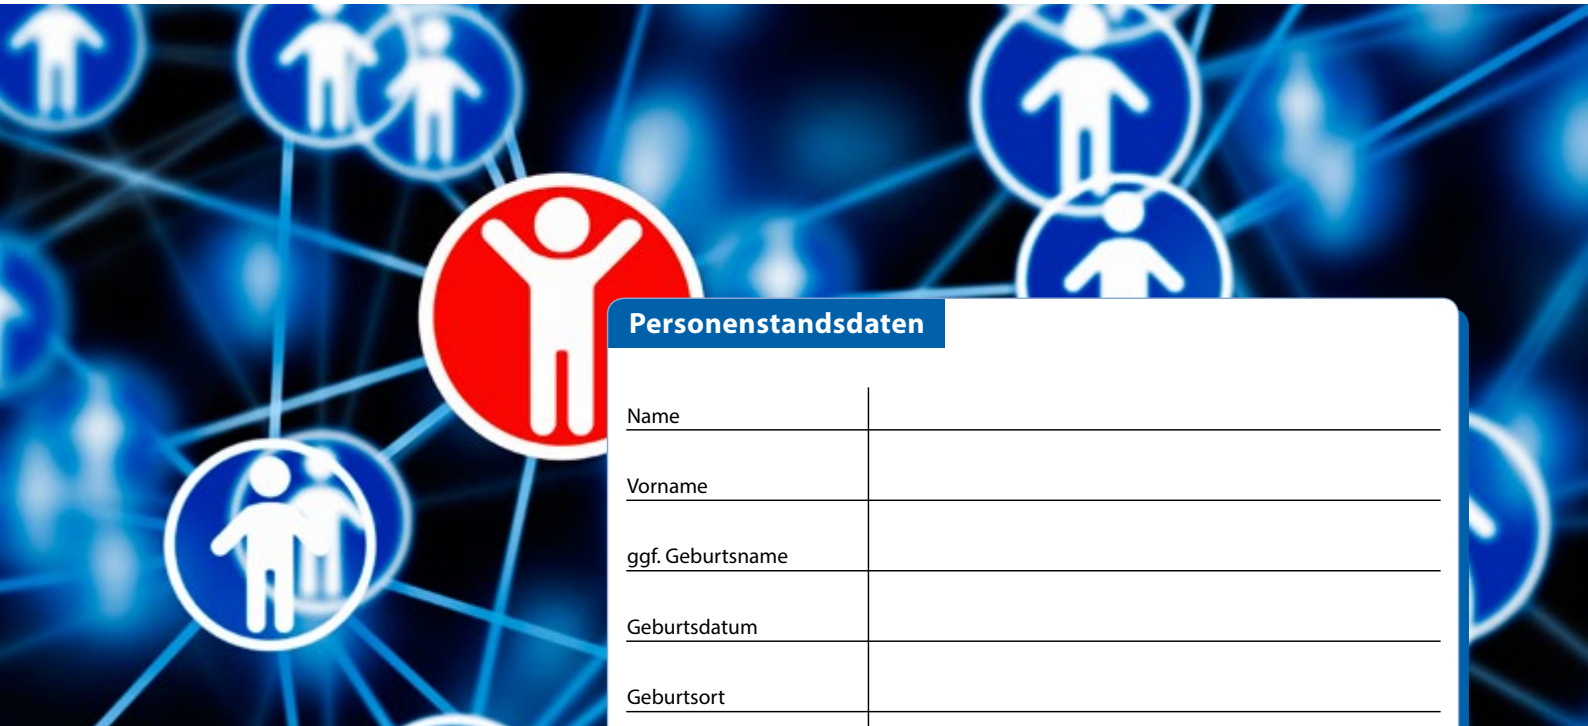 Personenstandsdaten
Name
Vorname
ggf. Geburtsname
Geburtsdatum
Geburtsort